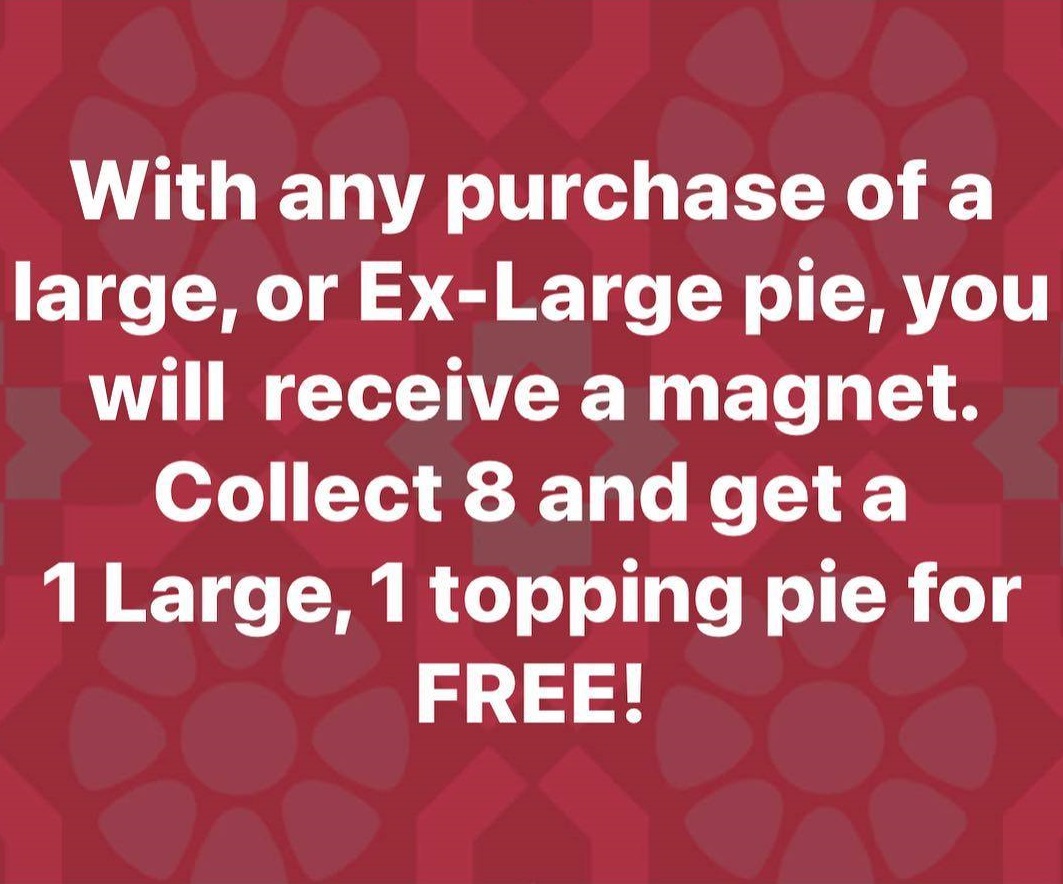 With any purchase of a
large, or Ex-Large pie, you
will  receive a magnet.
Collect 8 and get a
1 Large, 1 topping pie for
FREE!